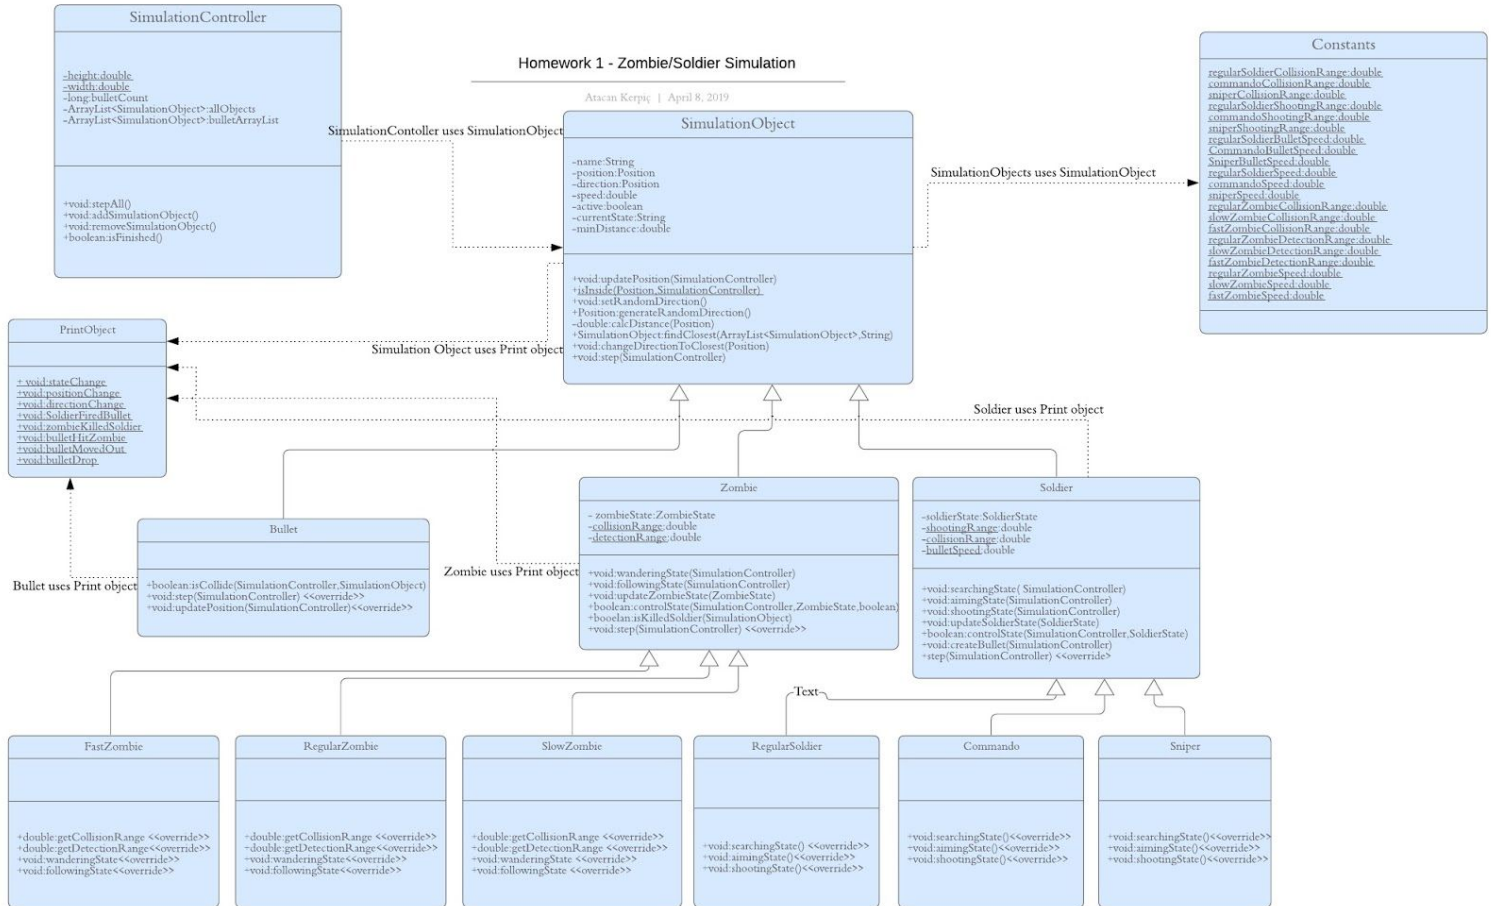 SimulationController
-height:double
-width:double
-long:bulletCount
-ArrayList<SimulationObject>:allObjects
-ArrayList<SimulationObject>:bulletArrayList
+void:stepAll()
+void:addSimulationObject()
+void:removeSimulationObject()
+boolean:isFinished()
Homework 1 - Zombie/Soldier Simulation
Atacan Kerpiç | April 8, 2019
SimulationContoller uses SimulationObject
SimulationObject
-name:String
-position:Position
-direction:Position
-speed:double
-active:boolean
-currentState:String
-minDistance:double
+void:updatePosition(SimulationController)
+isInside(Position,SimulationController)
+void:setRandomDirection()
+Position:generateRandomDirection()
-double:calcDistance(Position)
+SimulationObject:findClosest(ArrayList<SimulationObject>,String)
+void:changeDirectionToClosest(Position)
+void:step(SimulationController)
SimulationObjects uses SimulationObject
Constants
regularSoldierCollisionRange:double
commandoCollisionRange:double
sniperCollisionRange:double
regularSoldierShootingRange:double
commandoShootingRange:double
sniperShootingRange:double
regularSoldierBulletSpeed:double
CommandoBulletSpeed:double
SniperBulletSpeed:double
regularSoldierSpeed:double
commandoSpeed:double
sniperSpeed:double
regularZombieCollisionRange:double
slowZombieCollisionRange:double
fastZombieCollisionRange:double
regularZombieDetectionRange:double
slowZombieDetectionRange:double
fastZombieDetectionRange:double
regularZombieSpeed:double
slowZombieSpeed:double
fastZombieSpeed:double
PrintObject
+ void:stateChange
+void:positionChange
+void:directionChange
+void:SoldierFiredBullet
+void:zombieKilledSoldier
+void:bulletHitZombie
+void:bulletMovedOut
+void:bulletDrop
Simulation Object uses Print object
Soldier uses Print object
Bullet
+boolean:isCollide(SimulationController,SimulationObject)
+void:step(SimulationController) <<override>>
+void:updatePosition(SimulationController)<<override>>
Bullet uses Print object
Zombie uses Print object
Zombie
- zombieState:ZombieState
-collisionRange:double
-detectionRange:double
+void:wanderingState(SimulationController)
+void:followingState(SimulationController)
+void:updateZombieState(ZombieState)
+boolean:controlState(SimulationController,ZombieState,boolean)
+booelan:isKilledSoldier(SimulationObject)
+void:step(SimulationController) <<override>>
Soldier
-soldierState:SoldierState
-shootingRange:double
-collisionRange:double
-bulletSpeed:double
+void:searchingState( SimulationController)
+void:aimingState(SimulationController)
+void:shootingState(SimulationController)
+void:updateSoldierState(SoldierState)
+boolean:controlState(SimulationController,SoldierState)
+void:createBullet(SimulationController)
+step(SimulationController) <<override>
Text
FastZombie
+double:getCollisionRange <<override>>
+double:getDetectionRange<<override>>
+void:wanderingState<<override>>
+void:followingState<<override>>
RegularZombie
+double:getCollisionRange <<override>>
+double:getDetectionRange<<override>>
+void:wanderingState<<override>>
+void:followingState<<override>>
SlowZombie
+double:getCollisionRange <<override>>
+double:getDetectionRange <<override>>
+void:wanderingState <<override>>
+void:followingState <<override>>
RegularSoldier
+void:searchingState() <<override>>
+void:aimingState()<<override>>
+void:shootingState()<<override>>
Commando
+void:searchingState()<<override>>
+void:aimingState()<<override>>
+void:shootingState()<<override>>
Sniper
+void:searchingState()<<override>>
+void:aimingState()<<override>>
+void:shootingState()<<override>>